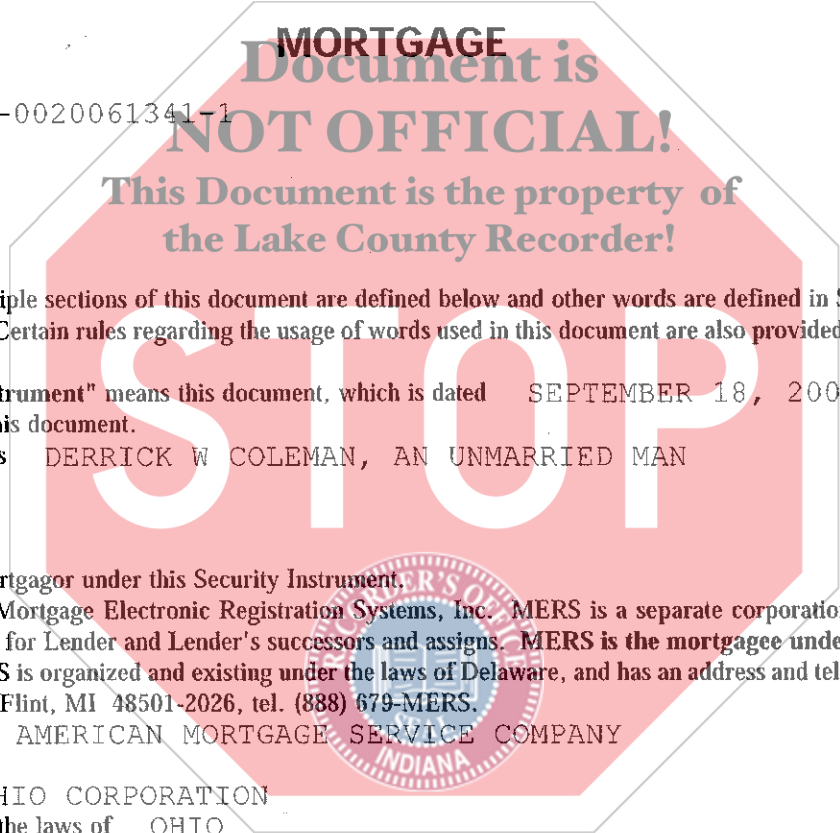 MORTGAGE
Document is
-0020061341-1
NOT OFFICIAL!
This Document is the property of
the Lake County Recorder!
iple sections of this document are defined below and other words are defined in S
Certain rules regarding the usage of words used in this document are also provided
trument" means this document, which is dated SEPTEMBER 18, 200
his document.
s DERRICK W COLEMAN, AN UNMARRIED MAN
STOP
rtgagor under this Security Instrument.
Mortgage Electronic Registration Systems, Inc. MERS is a separate corporatio
for Lender and Lender's successors and assigns. MERS is the mortgagee unde
S is organized and existing under the laws of Delaware, and has an address and tel
Flint, MI 48501-2026, tel. (888) 679-MERS.
AMERICAN MORTGAGE SERVICE COMPANY
RECORDER'S OFFICE
SEAL
INDIANA
HIO CORPORATION
the laws of OHIO